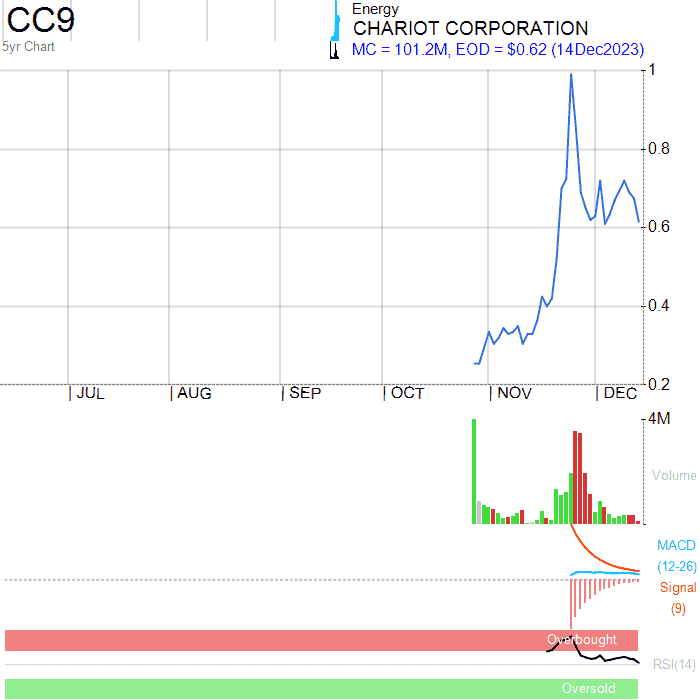 CC9
Energy
CHARIOT CORPORATION
5yr Chart
MC = 101.2M, EOD = $0.62 (14Dec2023)
1
0.8
0.6
0.4
0.2
| JUL | AUG | SEP | OCT | NOV | DEC
4M
Volume
MACD
(12-26)
Signal
(9)
Overbought
RSI(14)
Oversold